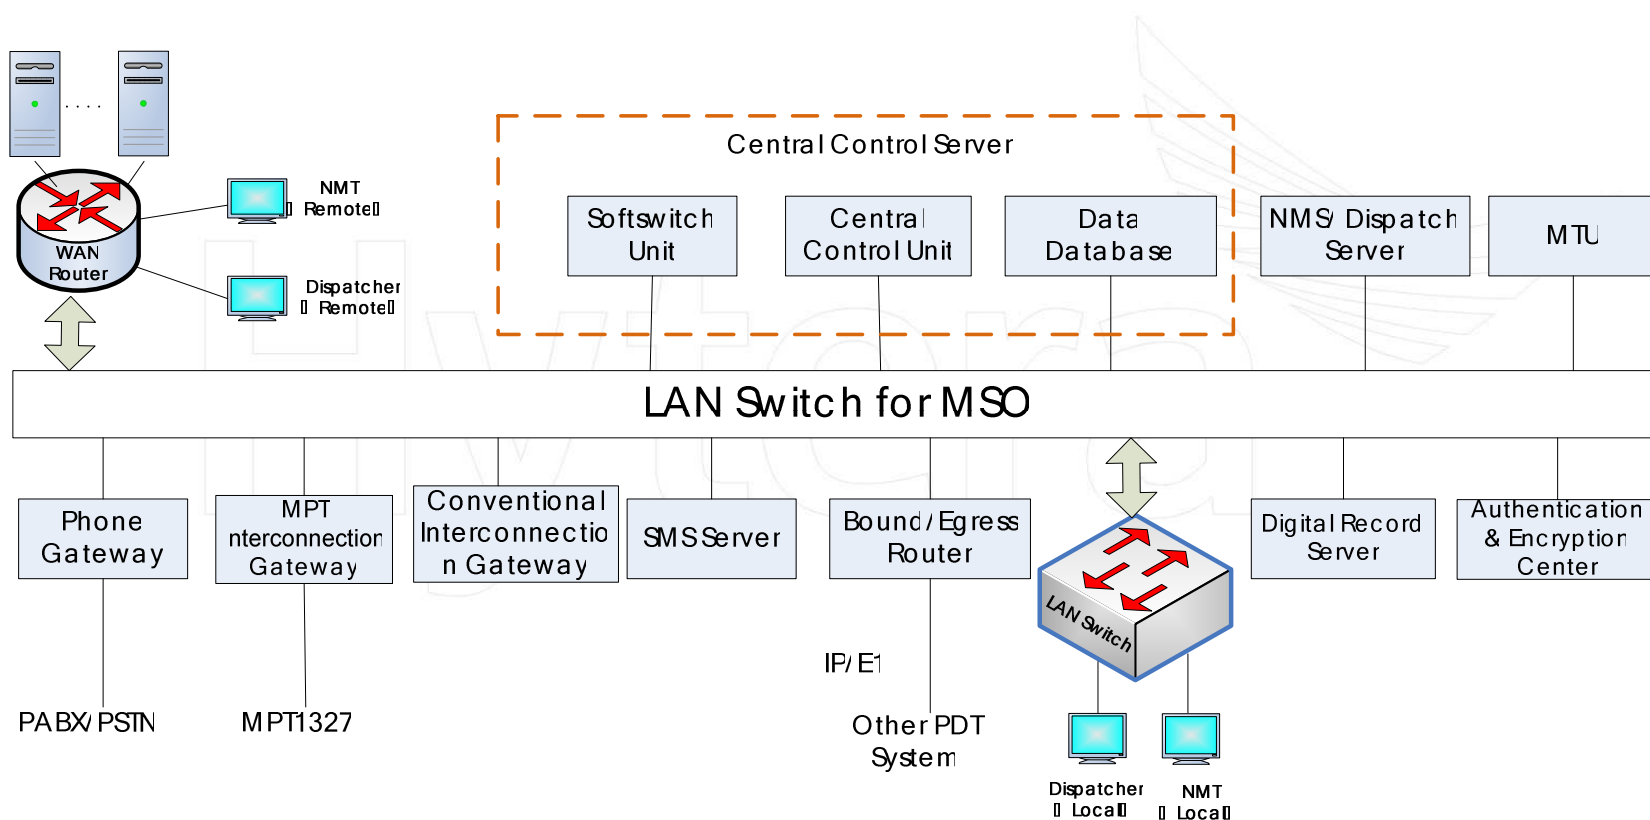 Central Control Server
NMT
Remote
WAN
Router
Dispatcher
Remote
Softswitch
Unit
Central
Control Unit
Data
Database
NMS/ Dispatch
Server
MTU
LAN Switch for MSO
Phone
Gateway
MPT
nterconnection
Gateway
Conventional
Interconnectio
n Gateway
SMS Server
Bound/Egress
Router
LAN Switch
Digital Record
Server
Authentication
& Encryption
Center
IP/E1
PABX/PSTN
MPT1327
Other PDT
System
Dispatcher
Local
NMT
Local
Hytera